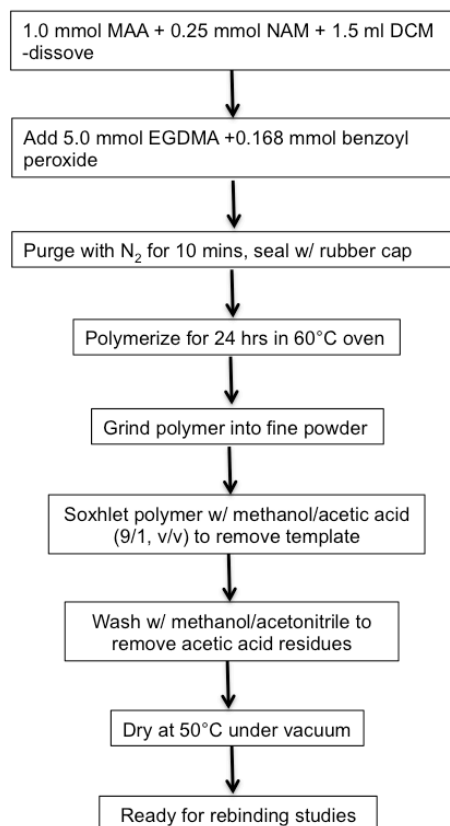 1.0 mmol MAA + 0.25 mmol NAM + 1.5 ml DCM
-dissove
Add 5.0 mmol EGDMA +0.168 mmol benzoyl
peroxide
Purge with N₂ for 10 mins, seal w/ rubber cap
Polymerize for 24 hrs in 60°C oven
Grind polymer into fine powder
Soxhlet polymer w/ methanol/acetic acid
(9/1, v/v) to remove template
Wash w/ methanol/acetonitrile to
remove acetic acid residues
Dry at 50°C under vacuum
Ready for rebinding studies